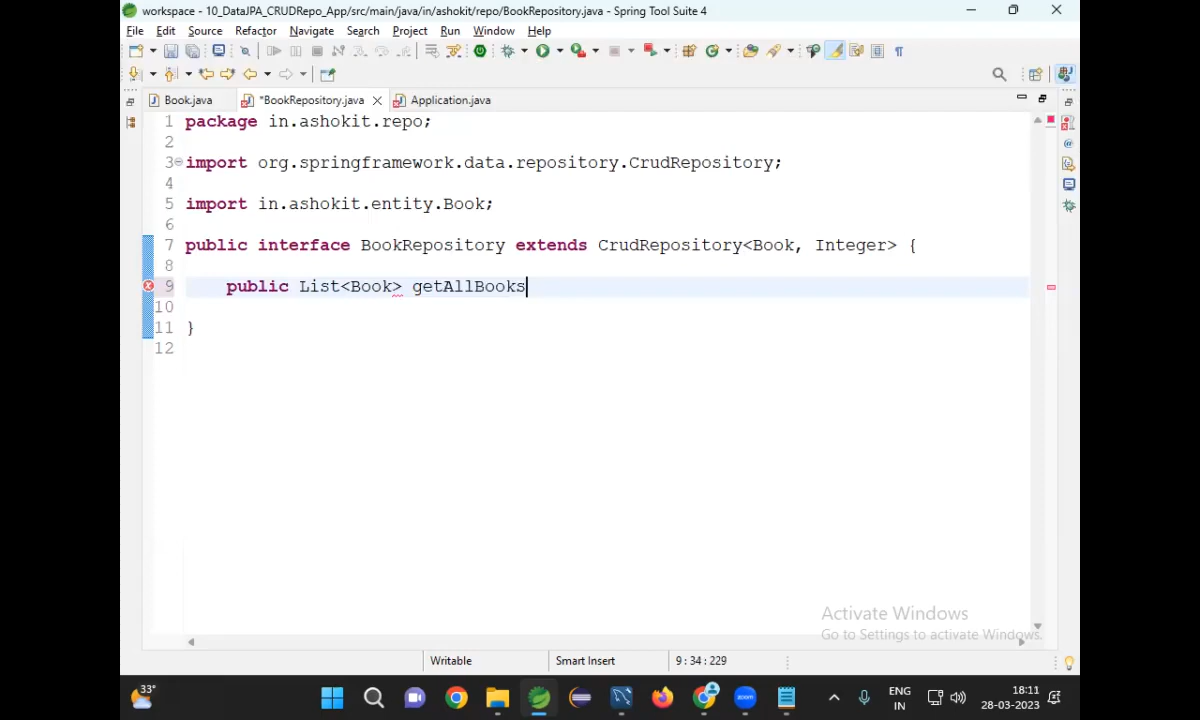 workspace - 10_DataJPA_CRUDRepo_App/src/main/java/in/ashokit/repo/BookRepository.java - Spring Tool Suite 4
File Edit Source Refactor Navigate Search Project Run Window Help
Book.java *BookRepository.java Application.java
1 package in.ashokit.repo;
2
3 import org.springframework.data.repository.CrudRepository;
4
5 import in.ashokit.entity.Book;
6
7 public interface BookRepository extends CrudRepository<Book, Integer> {
8
9 public List<Book> getAllBooks
10
11 }
12
Activate Windows
Go to Settings to activate Windows.
Writable Smart Insert 9 : 34 : 229
33° zoom ENG 18:11
IN 28-03-2023